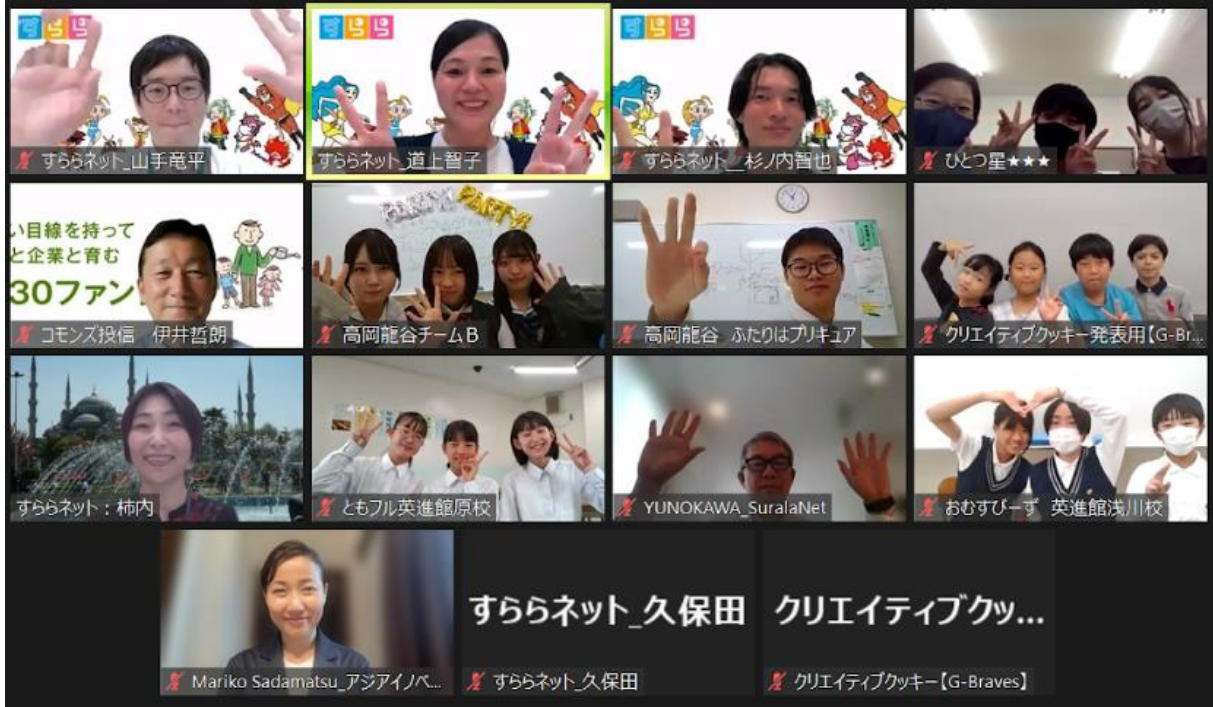 すらら
すらら
すらら
すららネット_山手竜平
すららネット_道上智子
すららネット__杉ノ内智也
ひとつ星★★★
い目線を持って
と企業と育む
30ファン
コモンズ投信 伊井哲朗
PARTY! PARTY!
高岡龍谷チームB
高岡龍谷 ふたりはプリキュア
クリエイティブクッキー発表用【G-Br...
すららネット：柿内
ともフル英進館原校
YUNOKAWA_SuralaNet
おむすびーず 英進館浅川校
Mariko Sadamatsu_アジアイノベ...
すららネット_久保田
すららネット_久保田
クリエイティブクッ...
クリエイティブクッキー【G-Braves】